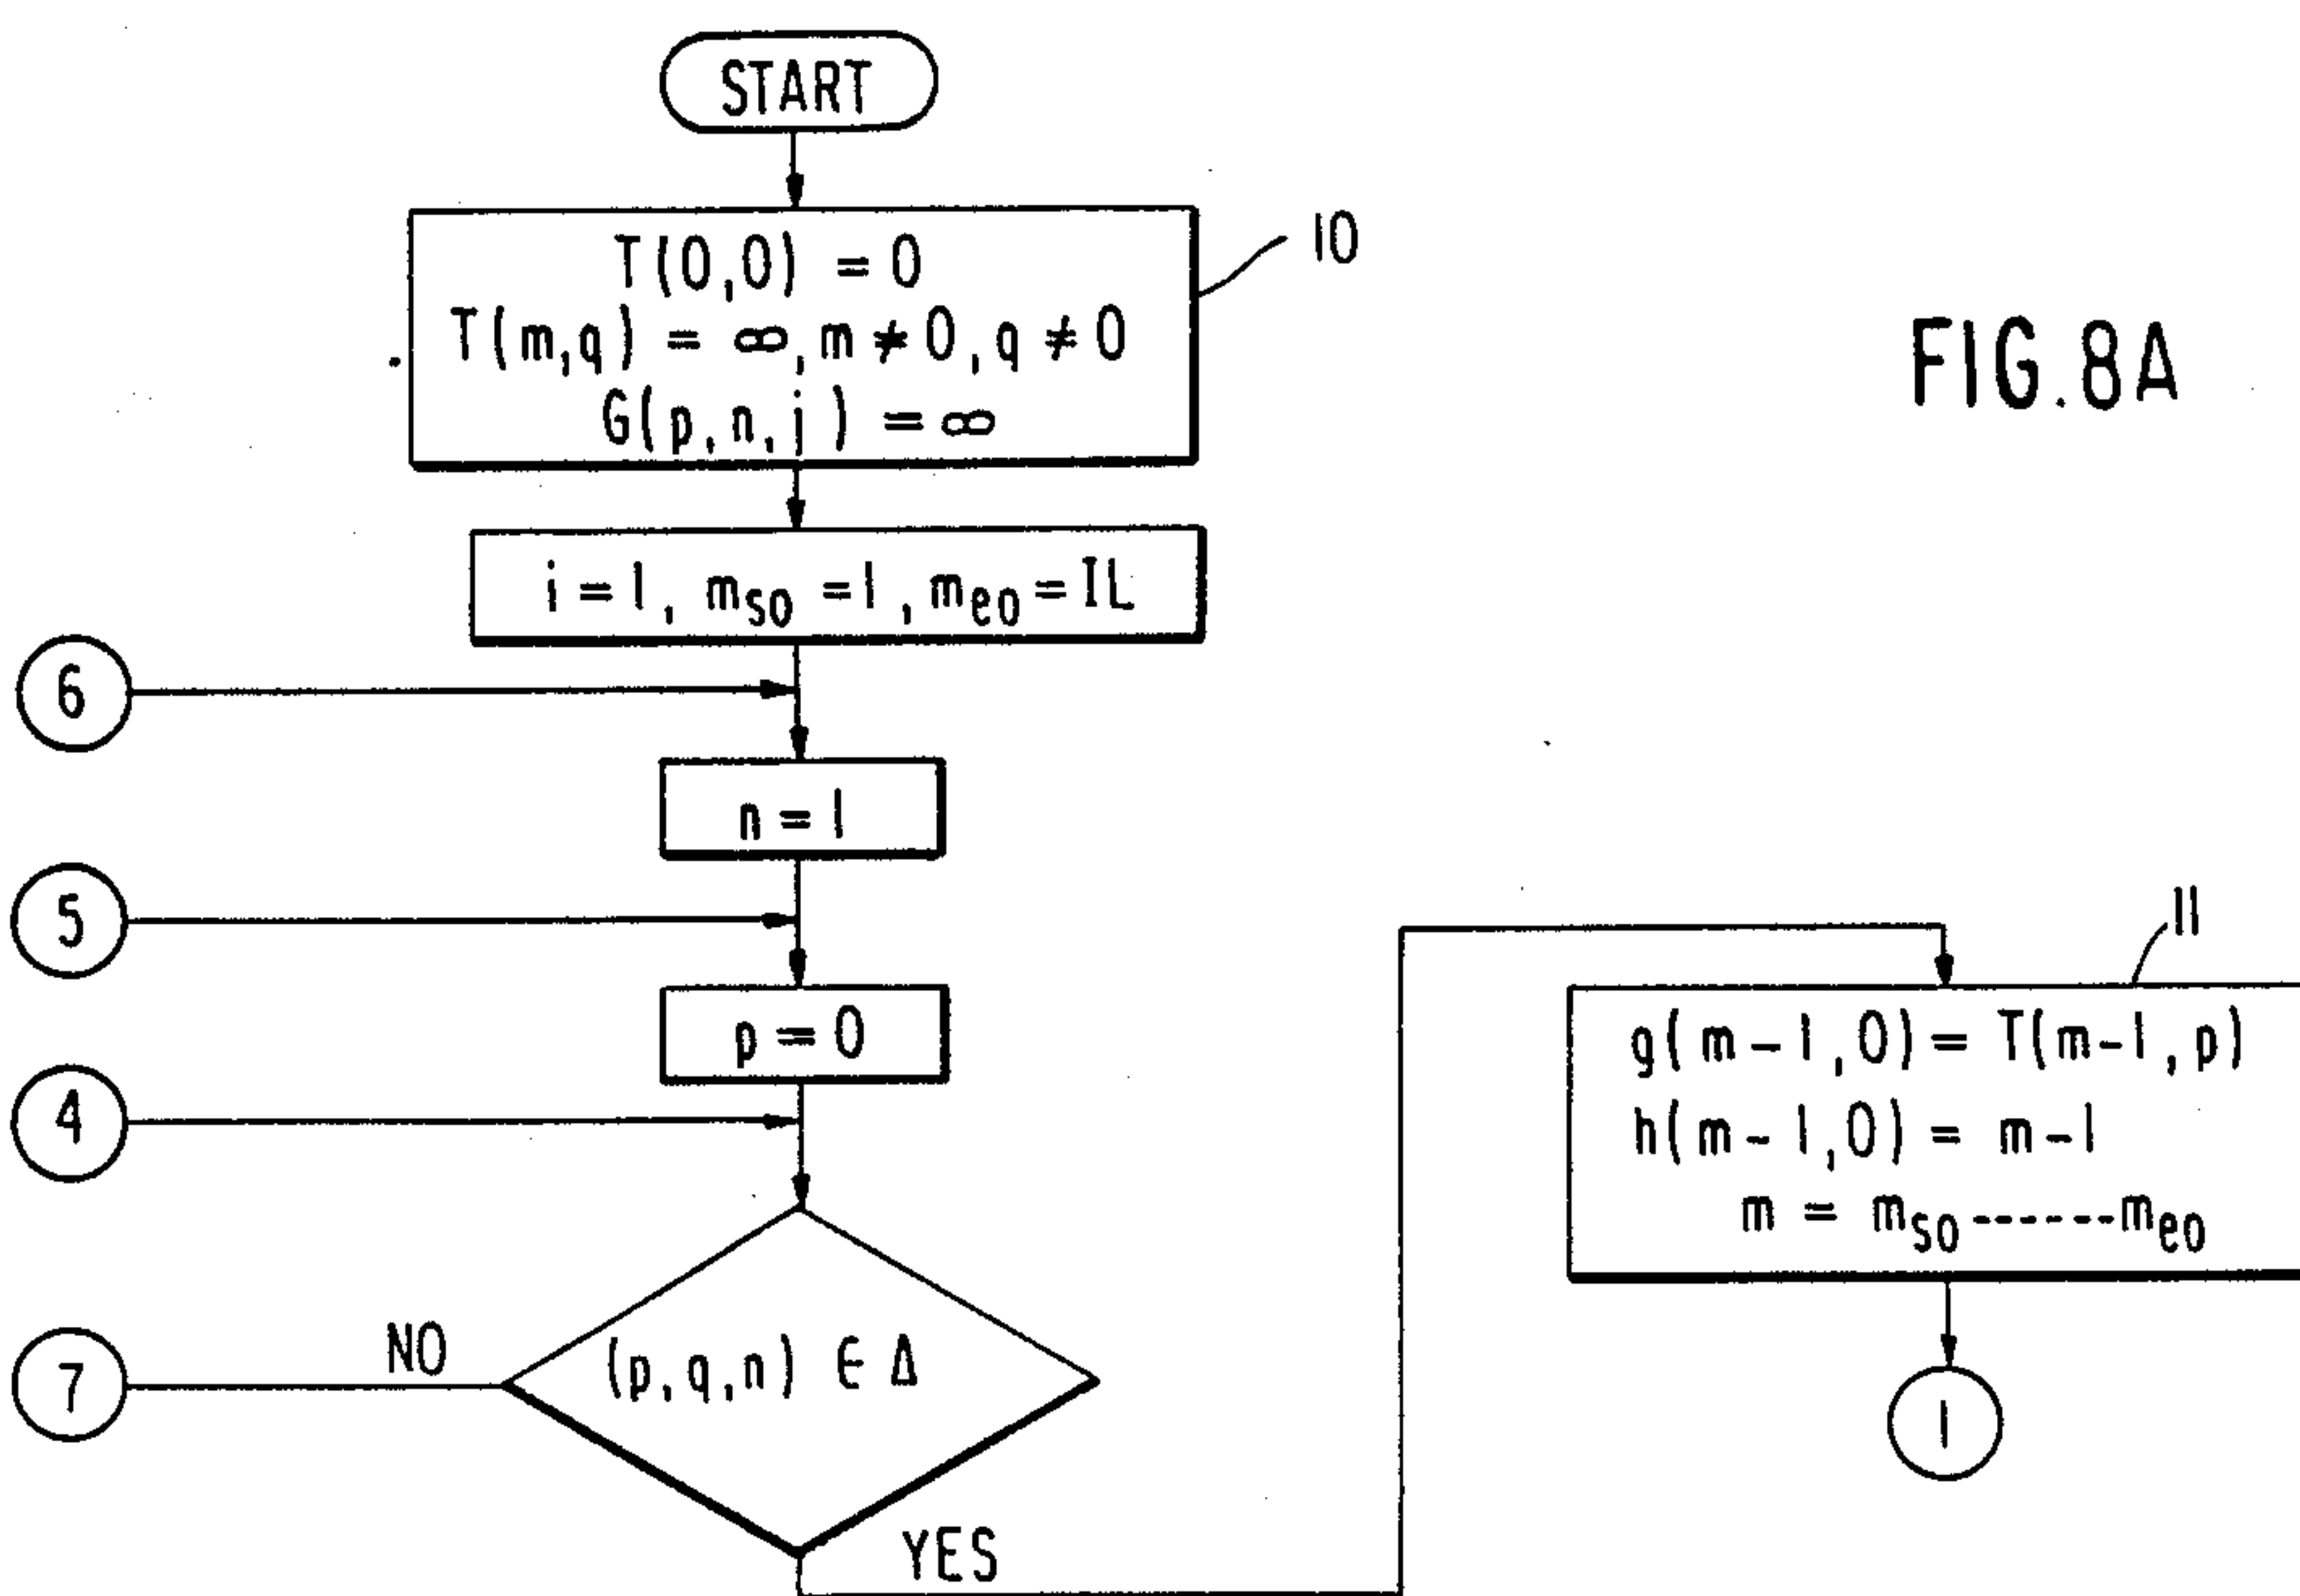 START
T(0,0) = 0
T(m,q) = ∞, m ≠ 0, q ≠ 0
G(p,n,j) = ∞
10
FIG.8A
i = 1, mso = 1, meo = IL
6
n = 1
5
p = 0
4
(p,q,n) ∈ Δ
NO
7
YES
11
g(m-1,0) = T(m-1,p)
h(m-1,0) = m-1
m = mso ------ meo
1